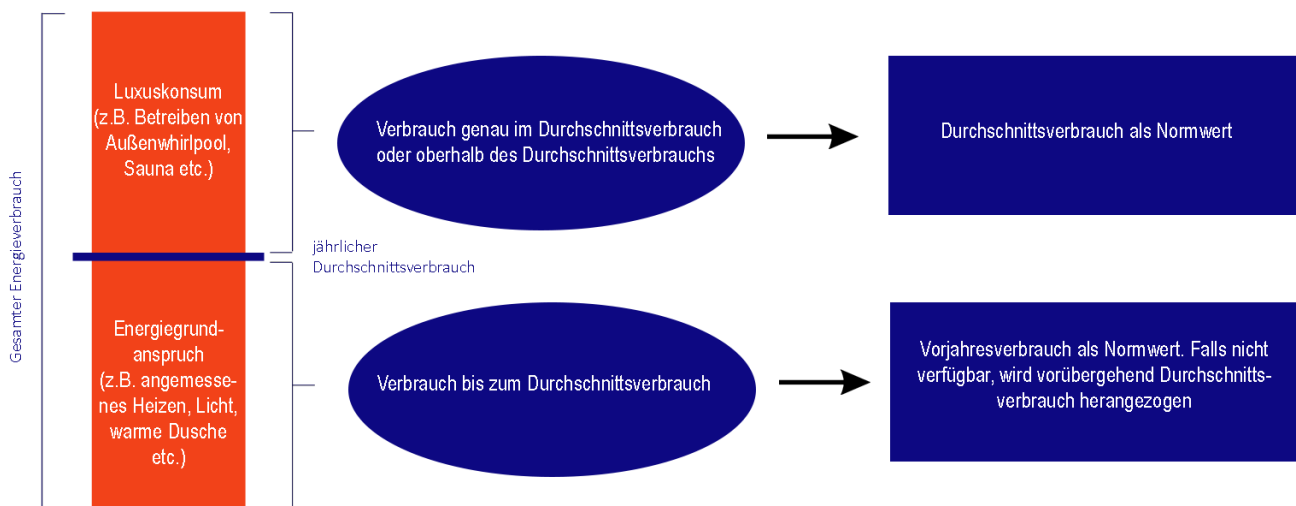 Gesamter Energieverbrauch
Luxuskonsum
(z.B. Betreiben von
Außenwhirlpool,
Sauna etc.)
Verbrauch genau im Durchschnittsverbrauch
oder oberhalb des Durchschnittsverbrauchs
Durchschnittsverbrauch als Normwert
jährlicher
Durchschnittsverbrauch
Energiegrund-
anspruch
(z.B. angemesse-
nes Heizen, Licht,
warme Dusche
etc.)
Verbrauch bis zum Durchschnittsverbrauch
Vorjahresverbrauch als Normwert. Falls nicht
verfügbar, wird vorübergehend Durchschnitts-
verbrauch herangezogen